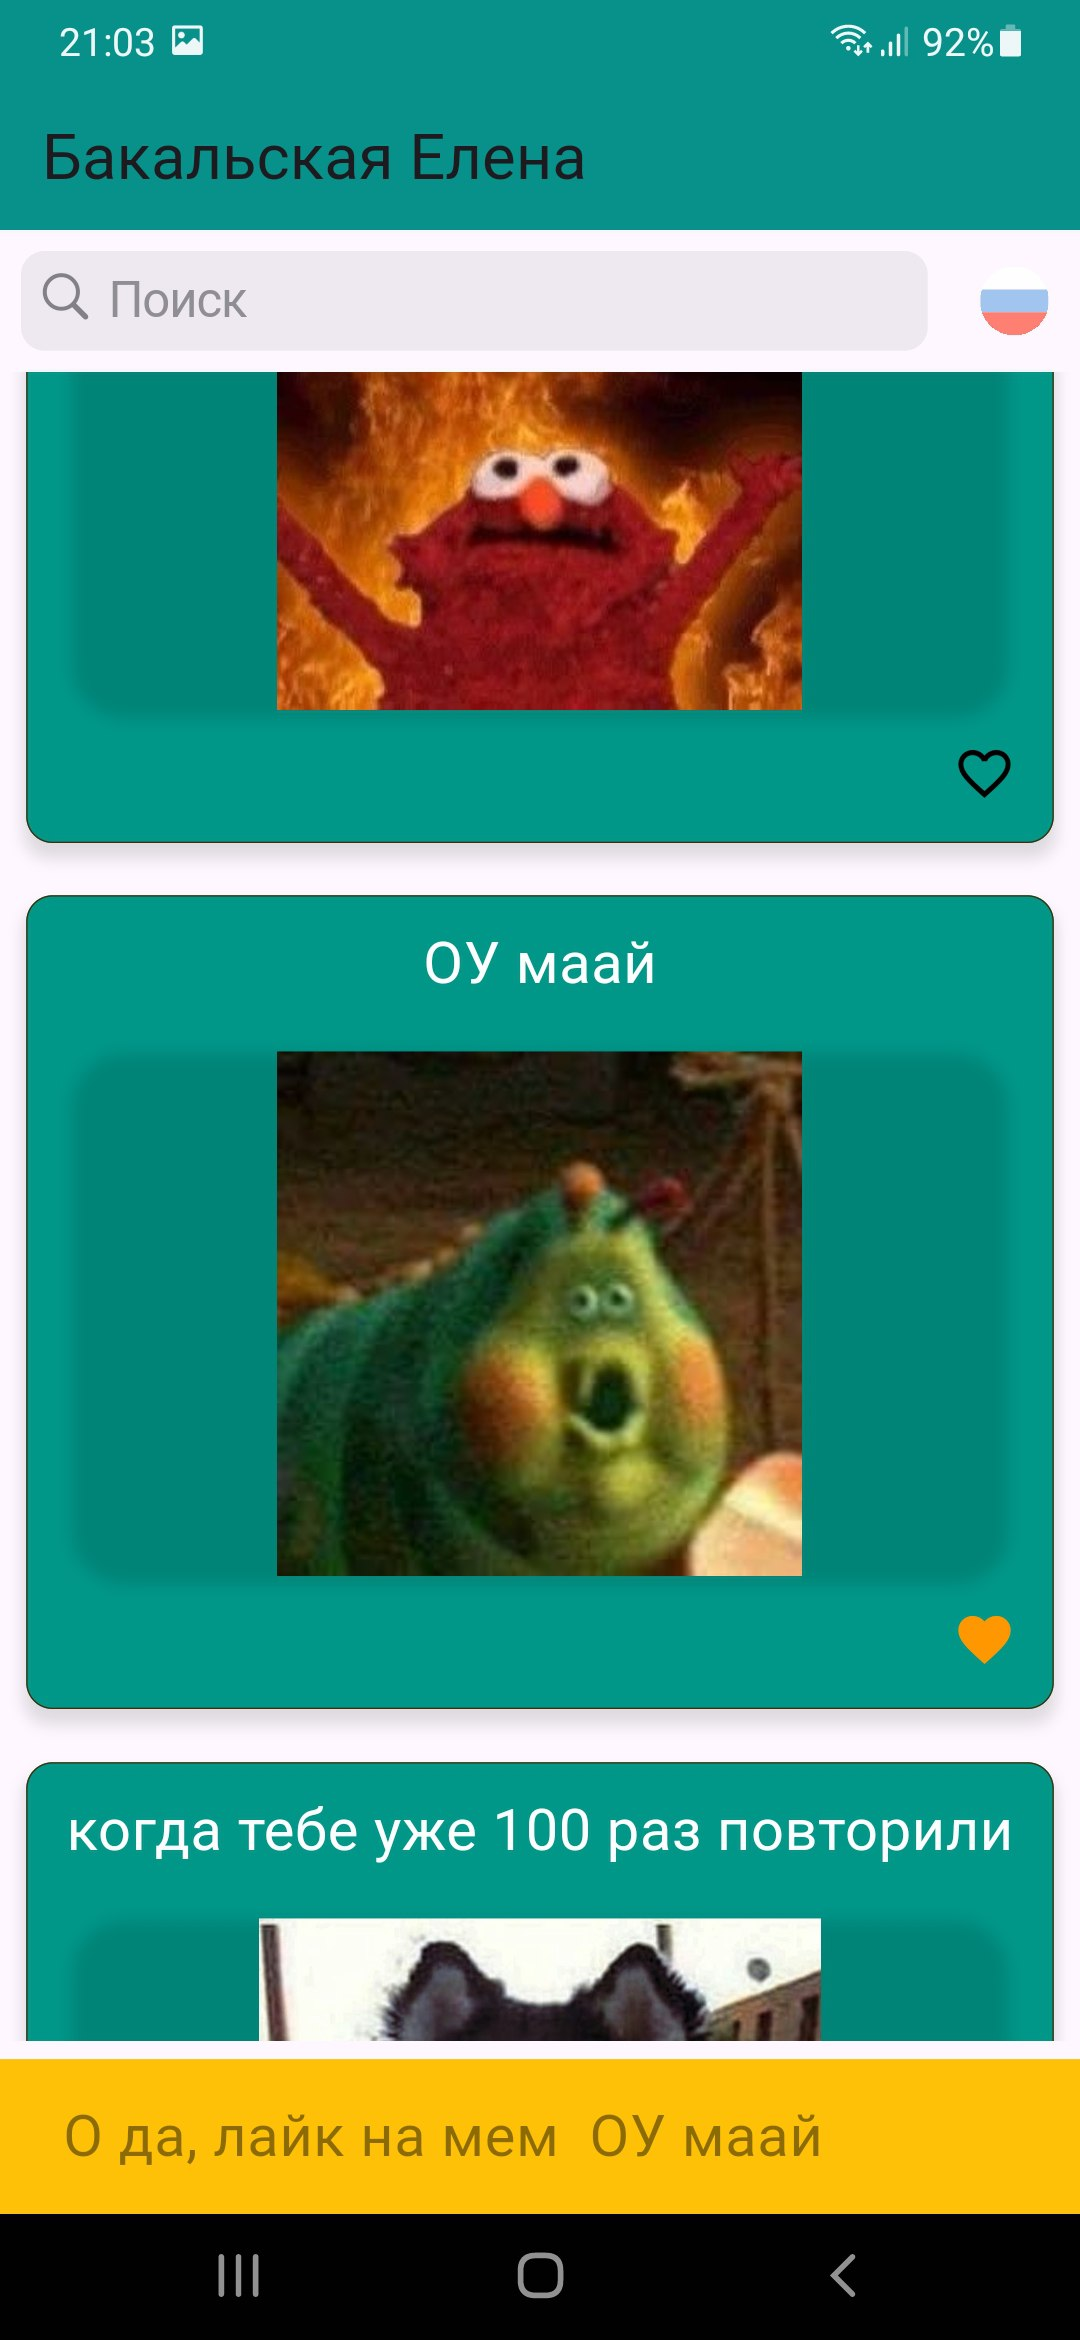 21:03 92%
Бакальская Елена
Поиск
ОУ маай
когда тебе уже 100 раз повторили
О да, лайк на мем  ОУ маай